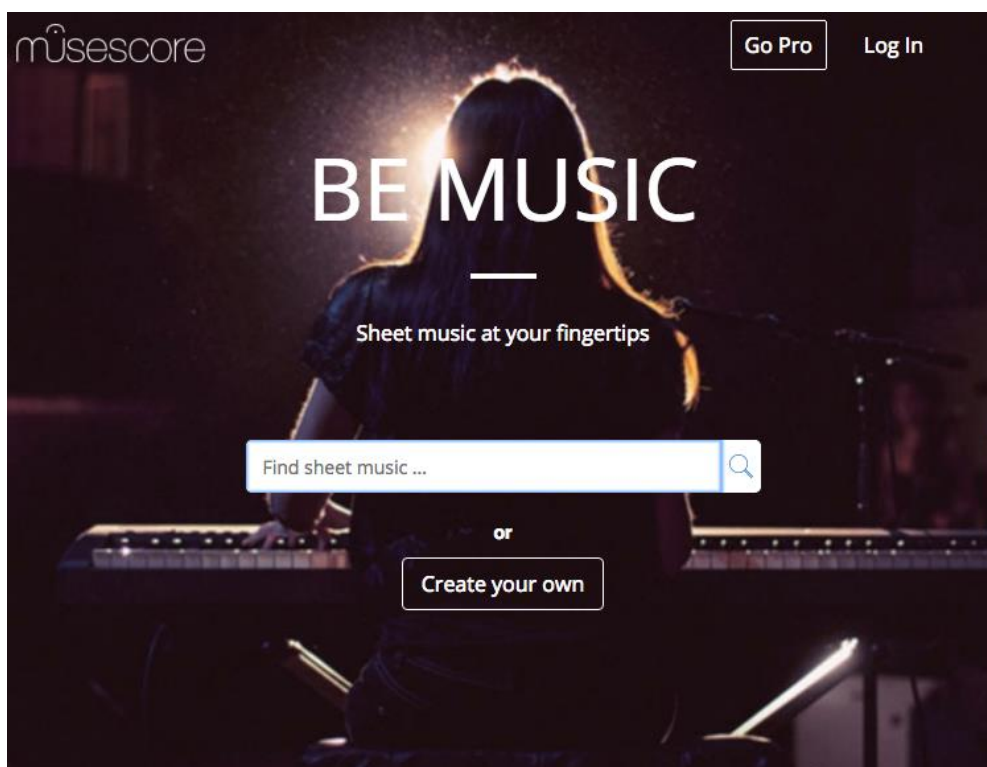 musescore
Go Pro
Log In
BE MUSIC
Sheet music at your fingertips
Find sheet music ...
or
Create your own